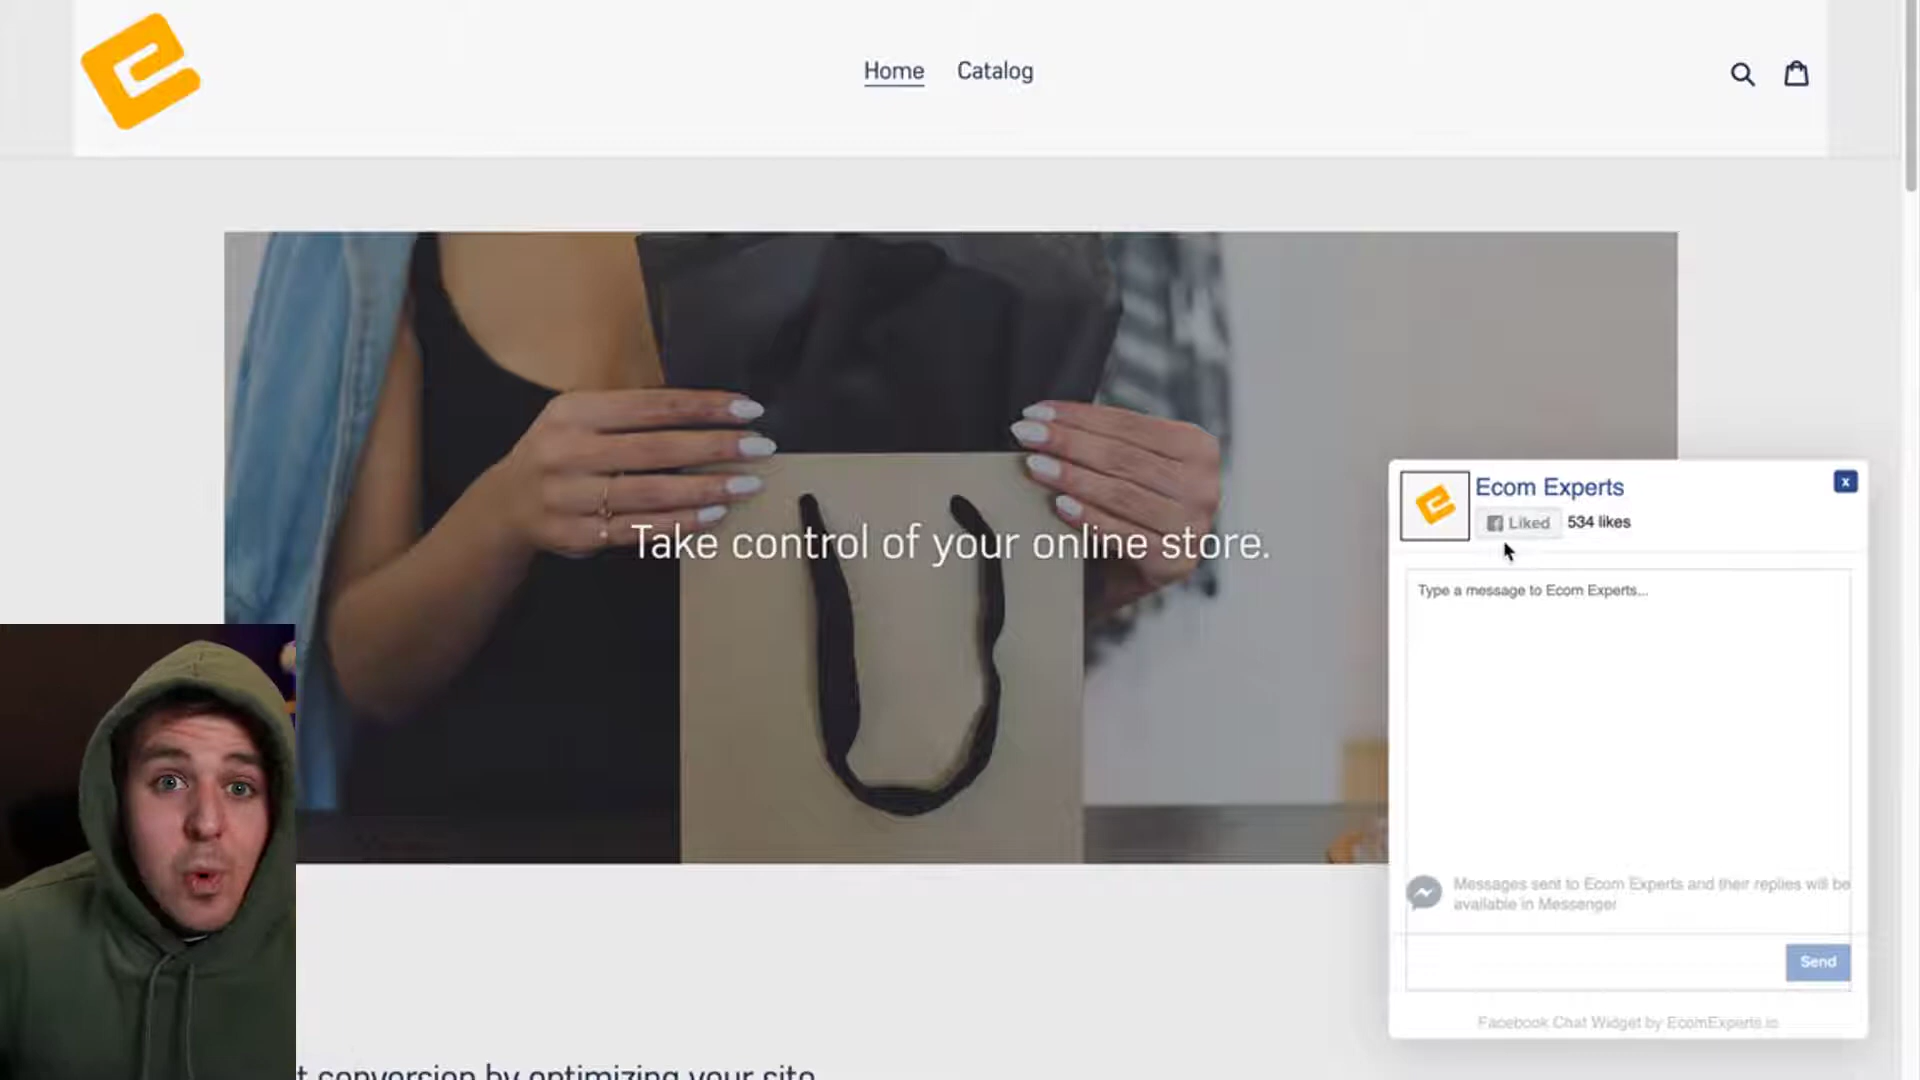 Home Catalog
Take control of your online store.
Ecom Experts
x
Liked 534 likes
Type a message to Ecom Experts...
Messages sent to Ecom Experts and their replies will be
available in Messenger
Send
Facebook Chat Widget by EcomExperts.io
t conversion by optimizing your site